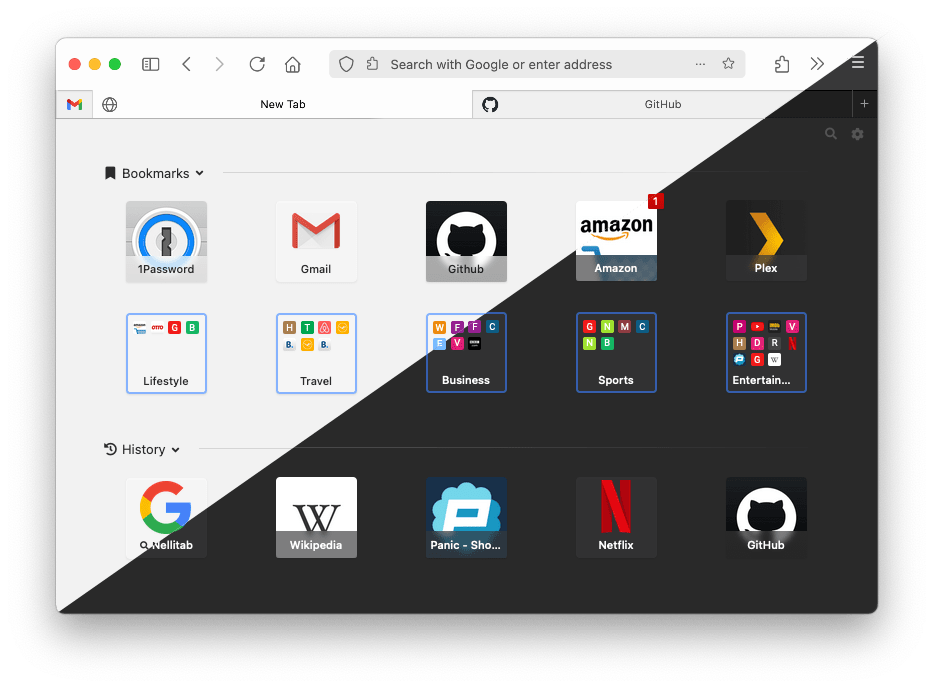 Search with Google or enter address
New Tab
GitHub
Bookmarks
1
amazon
1Password
Gmail
Github
Amazon
Plex
OTTO G B
H T
W F F C
G N M C
P V
B. B.
E V
N B
H D R
G W
Lifestyle
Travel
Business
Sports
Entertain...
History
W
Nellitab
Wikipedia
Panic - Sho...
Netflix
GitHub